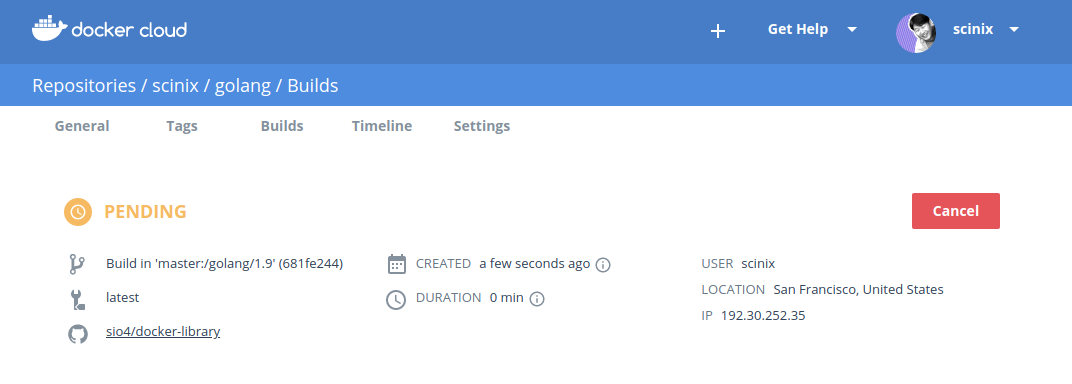 docker cloud
Get Help
scinix
Repositories / scinix / golang / Builds
General Tags Builds Timeline Settings
PENDING
Cancel
Build in 'master:/golang/1.9' (681fe244)
latest
sio4/docker-library
CREATED a few seconds ago
DURATION 0 min
USER scinix
LOCATION San Francisco, United States
IP 192.30.252.35